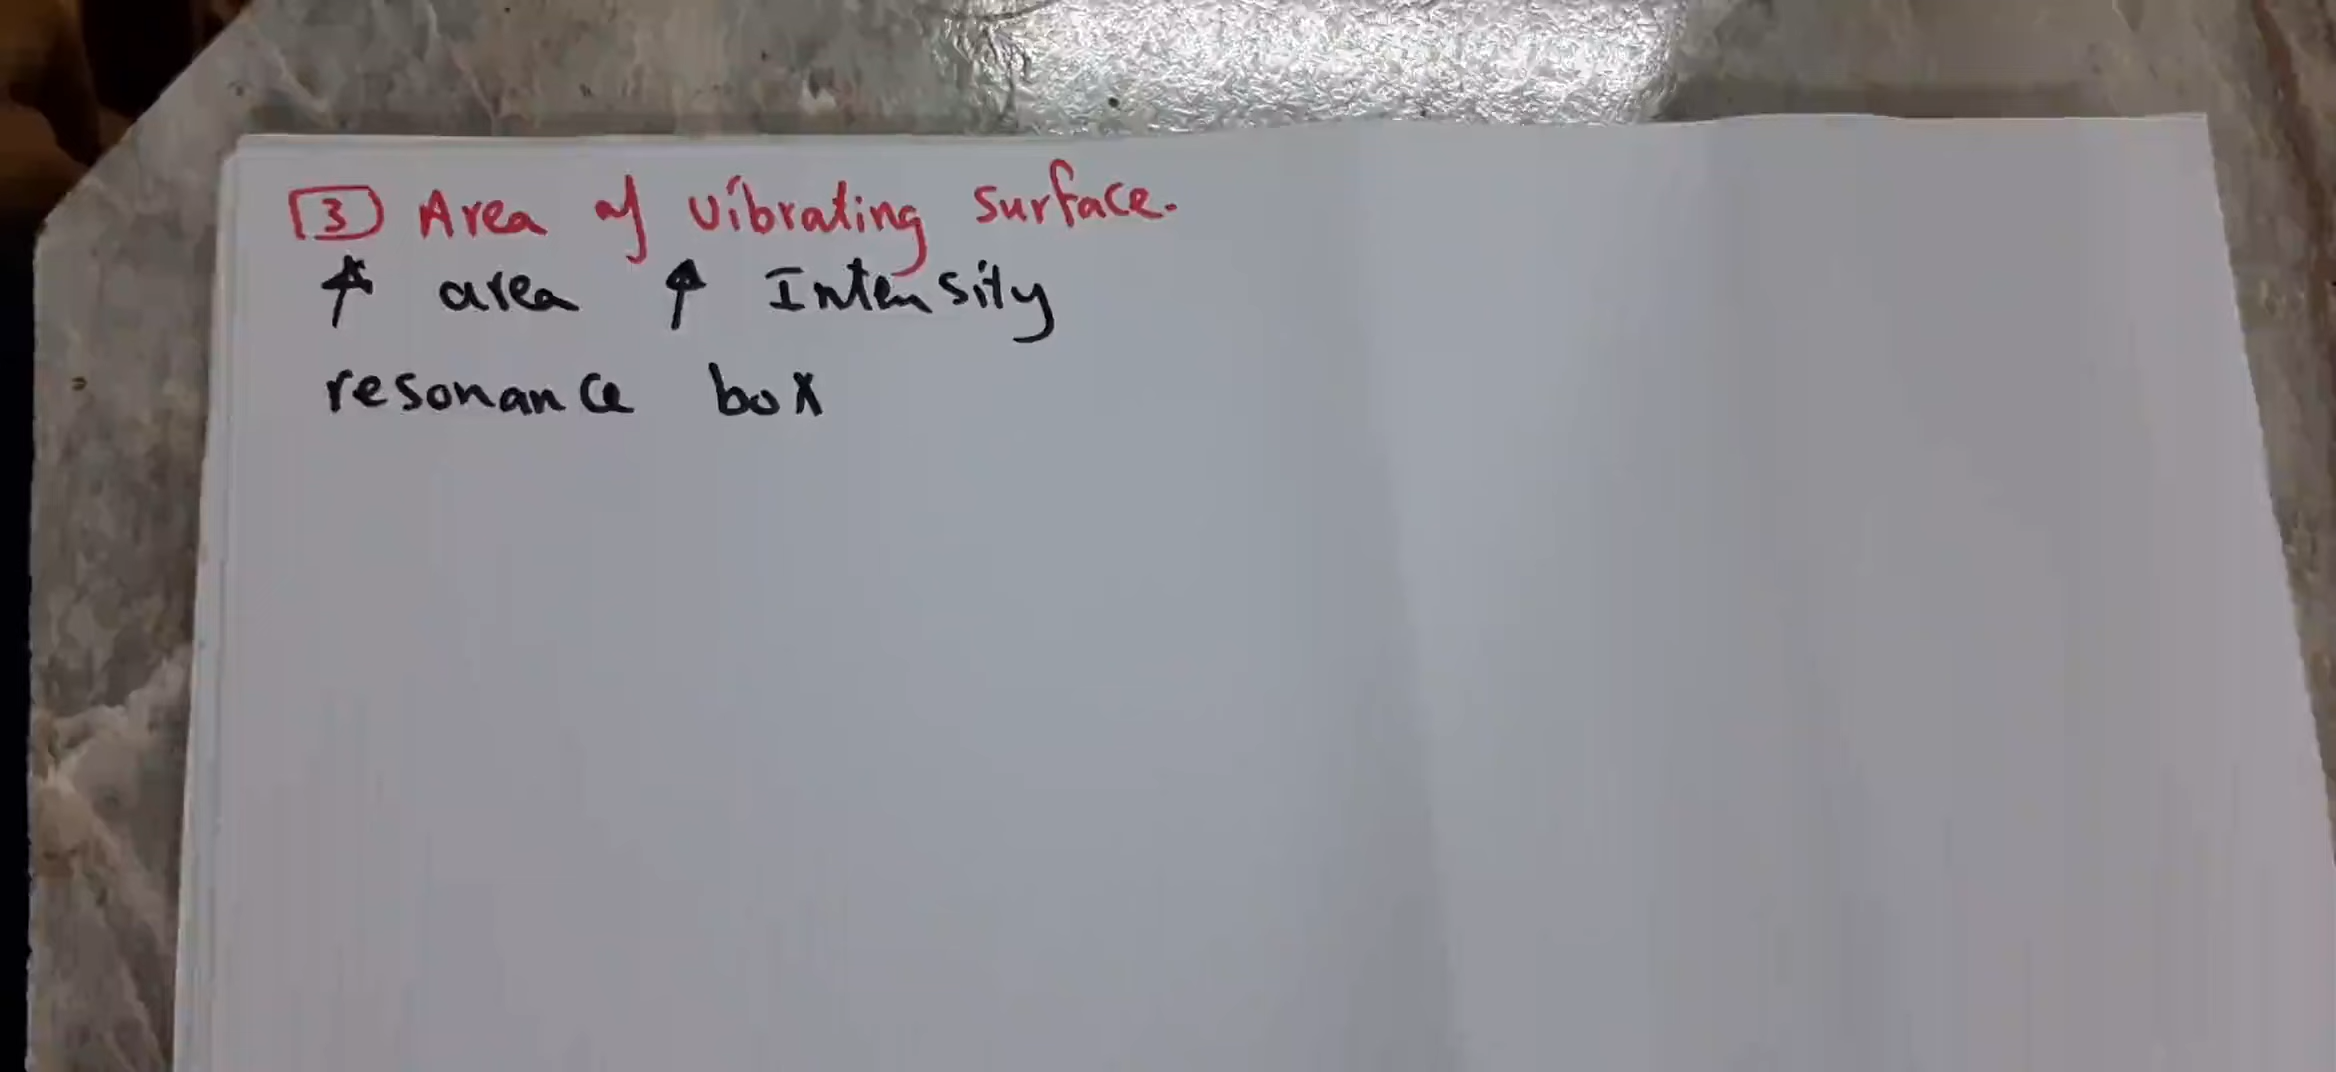 3 Area of vibrating surface.
↑ area ↑ Intensity
resonance box